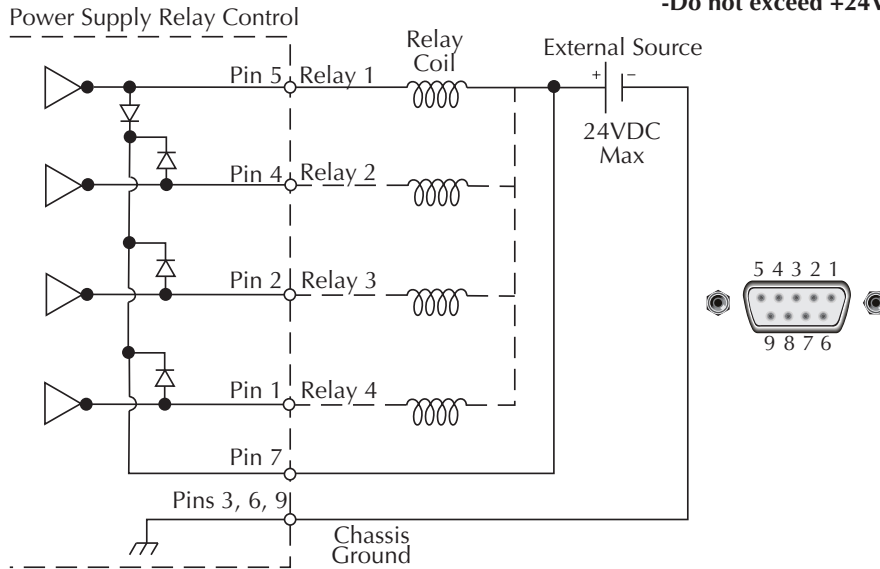 -Do not exceed +24V
Power Supply Relay Control
Relay
Coil
External Source
+ −
24VDC
Max
Pin 5 Relay 1
Pin 4 Relay 2
Pin 2 Relay 3
Pin 1 Relay 4
Pin 7
Pins 3, 6, 9
Chassis
Ground
5 4 3 2 1
9 8 7 6